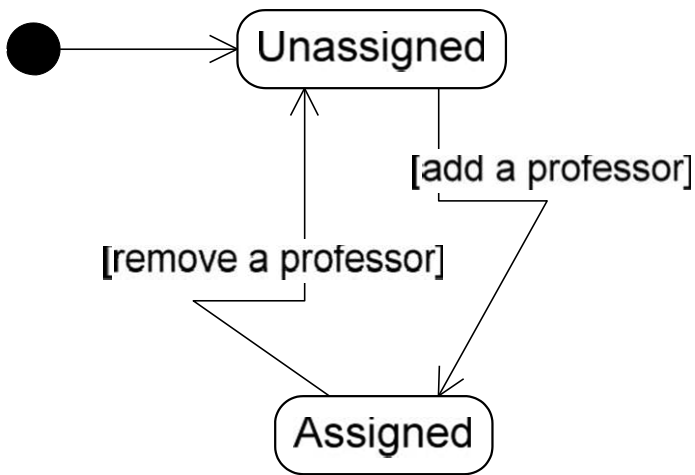 Unassigned
[add a professor]
[remove a professor]
Assigned